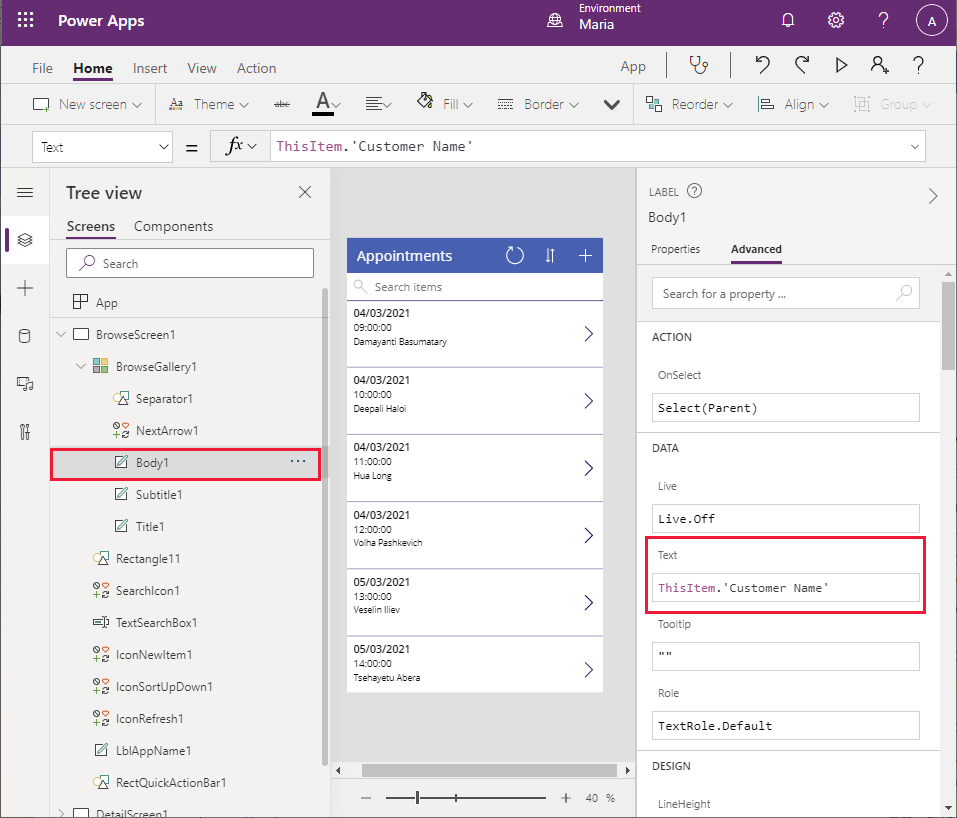 Power Apps
Environment
Maria
?
A
File Home Insert View Action
App
?
New screen Theme abc A Fill Border Reorder Align Group
Text = fx ThisItem.'Customer Name'
Tree view
Screens Components
Search
App
BrowseScreen1
BrowseGallery1
Separator1
NextArrow1
Body1 ...
Subtitle1
Title1
Rectangle11
SearchIcon1
TextSearchBox1
IconNewItem1
IconSortUpDown1
IconRefresh1
LblAppName1
RectQuickActionBar1
DetailScreen1
Appointments
Search items
04/03/2021
09:00:00
Damayanti Basumatary
04/03/2021
10:00:00
Deepali Haloi
04/03/2021
11:00:00
Hua Long
04/03/2021
12:00:00
Volha Pashkevich
05/03/2021
13:00:00
Veselin Iliev
05/03/2021
14:00:00
Tsehayetu Abera
40 %
LABEL ?
Body1
Properties Advanced
Search for a property ...
ACTION
OnSelect
Select(Parent)
DATA
Live
Live.Off
Text
ThisItem.'Customer Name'
Tooltip
""
Role
TextRole.Default
DESIGN
LineHeight